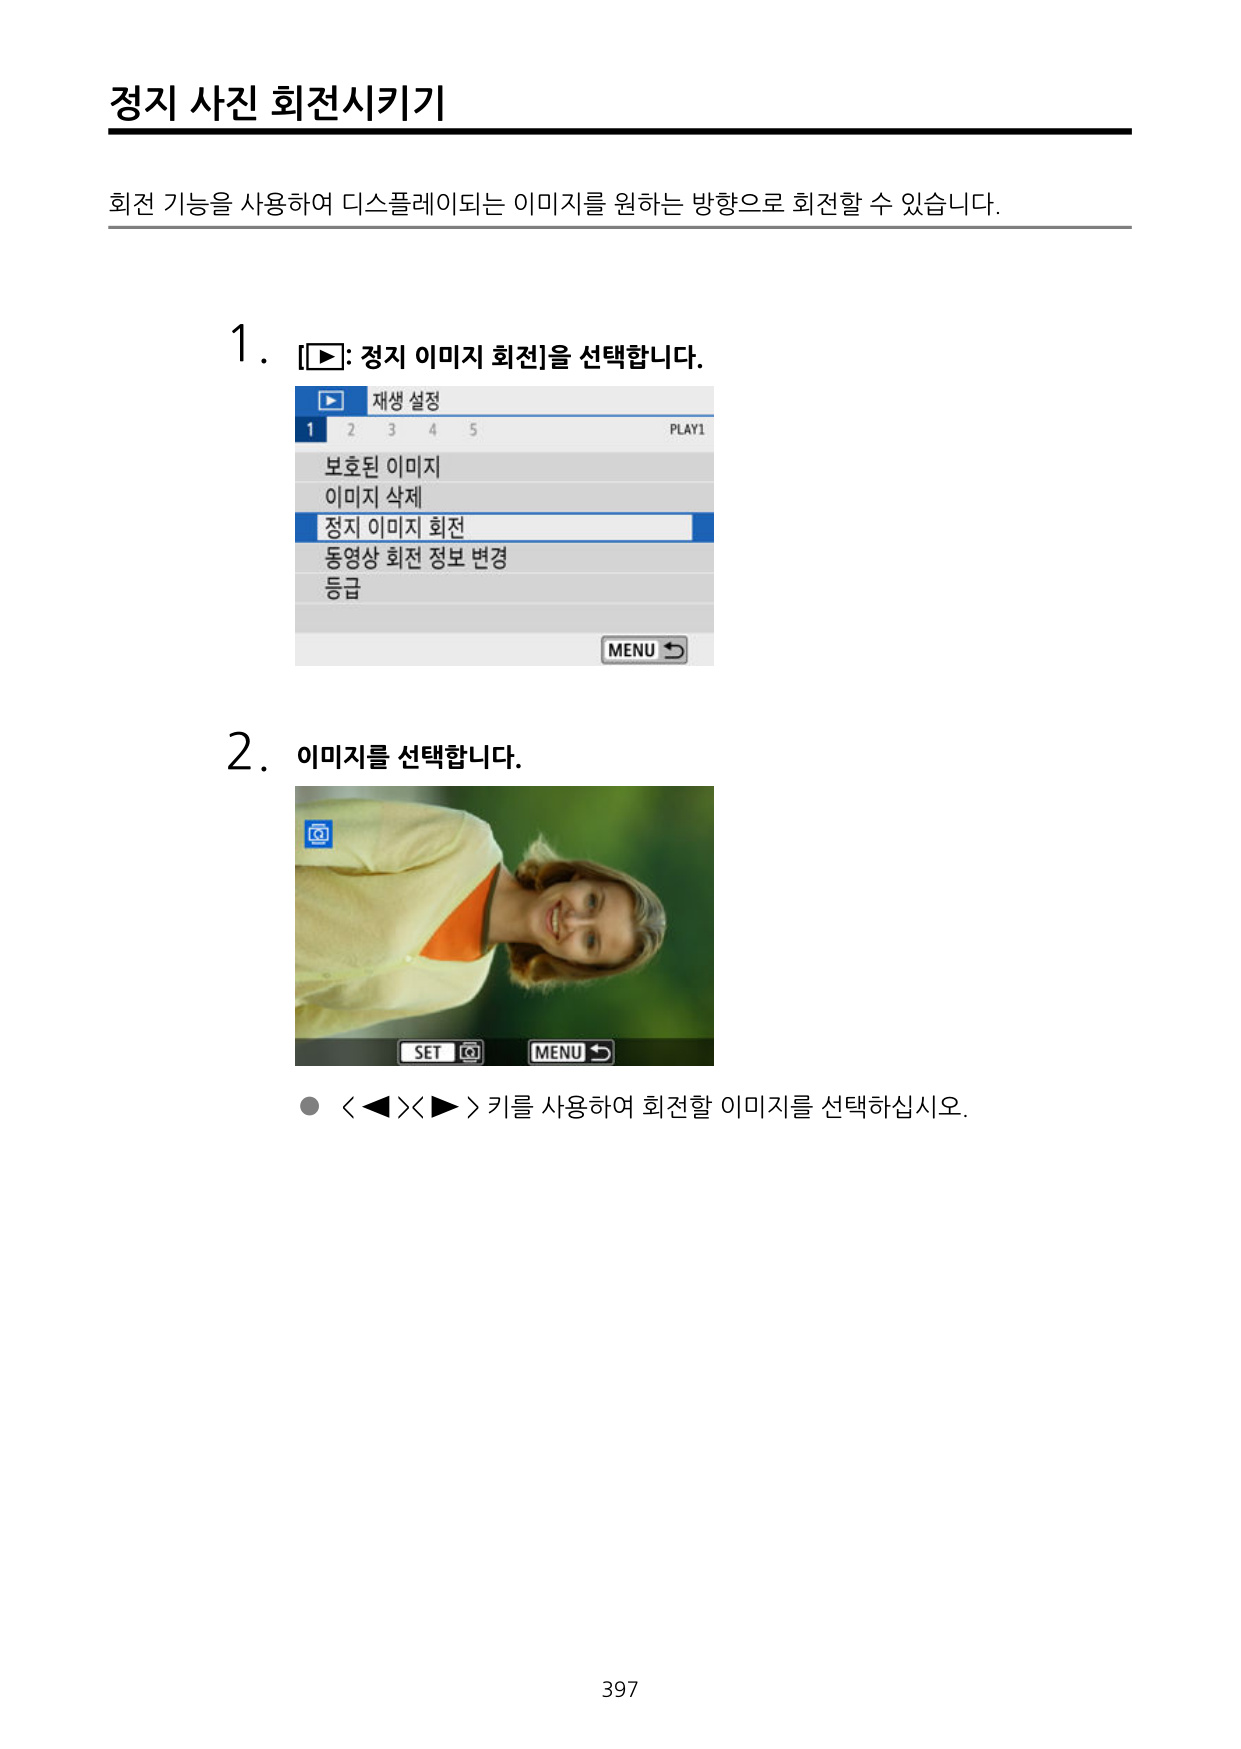 정지 사진 회전시키기
회전 기능을 사용하여 디스플레이되는 이미지를 원하는 방향으로 회전할 수 있습니다.
1. [▶: 정지 이미지 회전]을 선택합니다.
재생 설정
1 2 3 4 5 PLAY1
보호된 이미지
이미지 삭제
정지 이미지 회전
동영상 회전 정보 변경
등급
MENU
2. 이미지를 선택합니다.
SET MENU
● <◀><▶> 키를 사용하여 회전할 이미지를 선택하십시오.
397